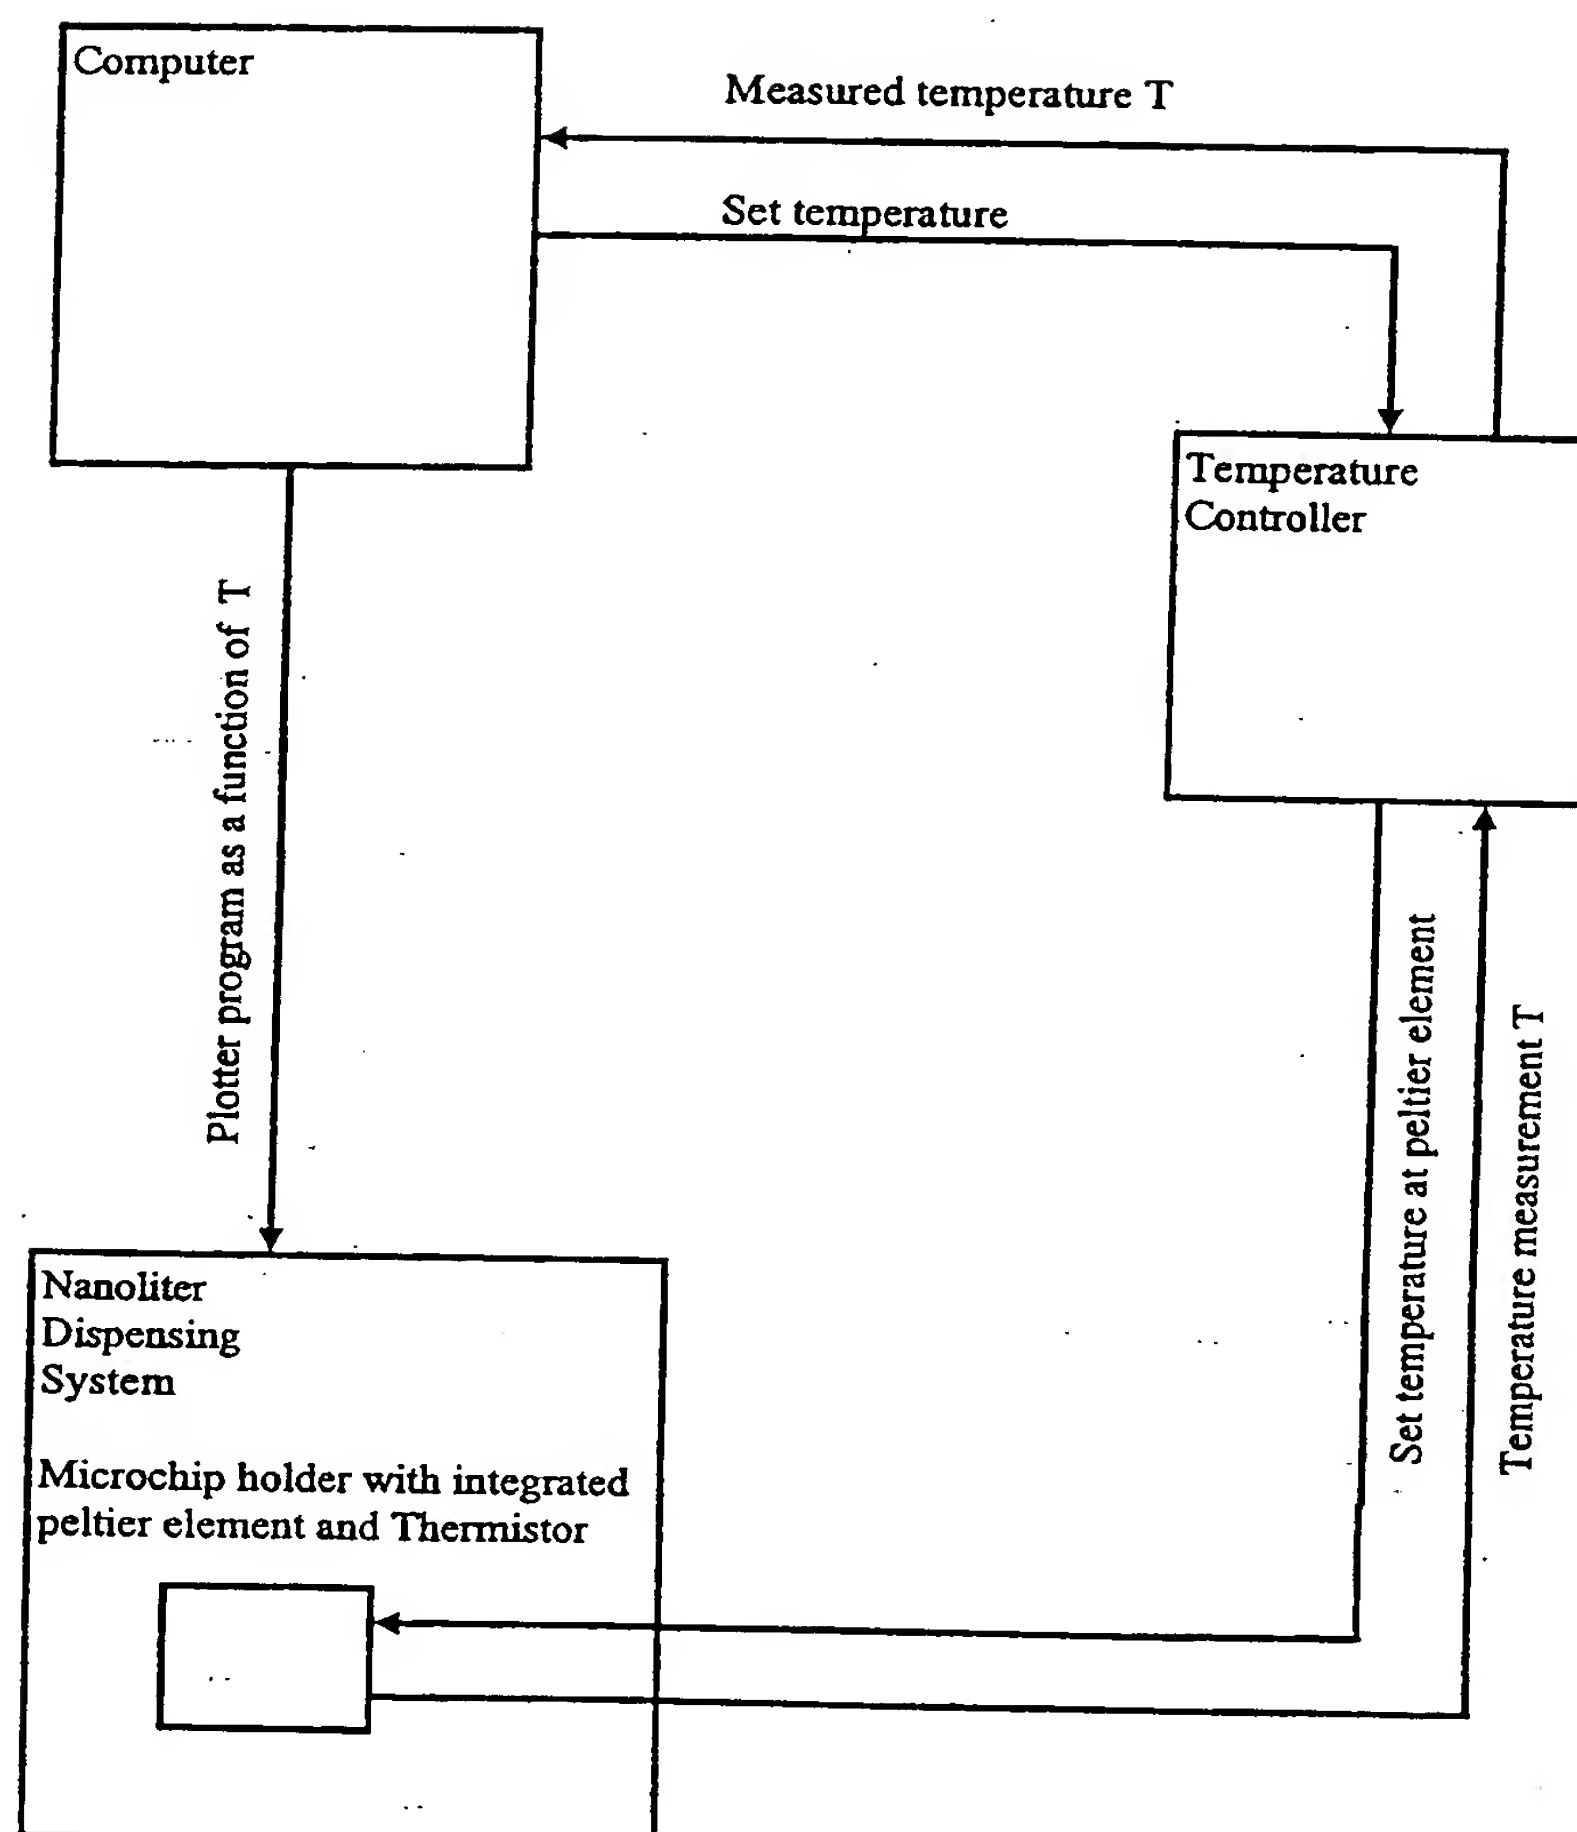 Computer
Measured temperature T
Set temperature
Temperature
Controller
Plotter program as a function of T
Set temperature at peltier element
Temperature measurement T
Nanoliter
Dispensing
System
Microchip holder with integrated
peltier element and Thermistor